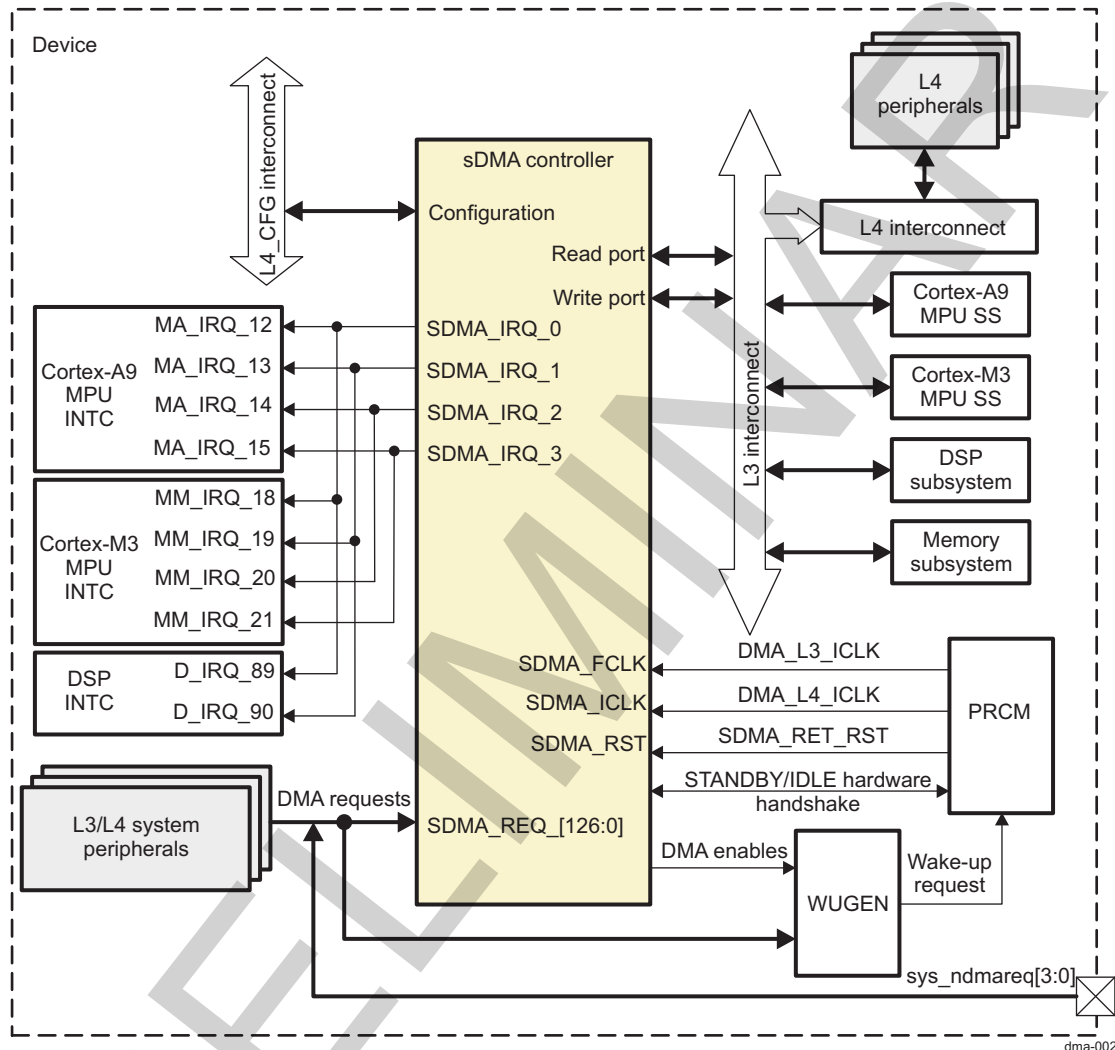 Device
L4_CFG interconnect
sDMA controller
Configuration
Read port
Write port
SDMA_IRQ_0
SDMA_IRQ_1
SDMA_IRQ_2
SDMA_IRQ_3
L3 interconnect
L4
peripherals
L4 interconnect
Cortex-A9
MPU SS
Cortex-M3
MPU SS
DSP
subsystem
Memory
subsystem
Cortex-A9
MPU
INTC
MA_IRQ_12
MA_IRQ_13
MA_IRQ_14
MA_IRQ_15
Cortex-M3
MPU
INTC
MM_IRQ_18
MM_IRQ_19
MM_IRQ_20
MM_IRQ_21
DSP
INTC
D_IRQ_89
D_IRQ_90
SDMA_FCLK
SDMA_ICLK
SDMA_RST
DMA_L3_ICLK
DMA_L4_ICLK
SDMA_RET_RST
STANDBY/IDLE hardware
handshake
PRCM
L3/L4 system
peripherals
DMA requests
SDMA_REQ_[126:0]
DMA enables
WUGEN
Wake-up
request
sys_ndmareq[3:0]
dma-002
ELIMINAR